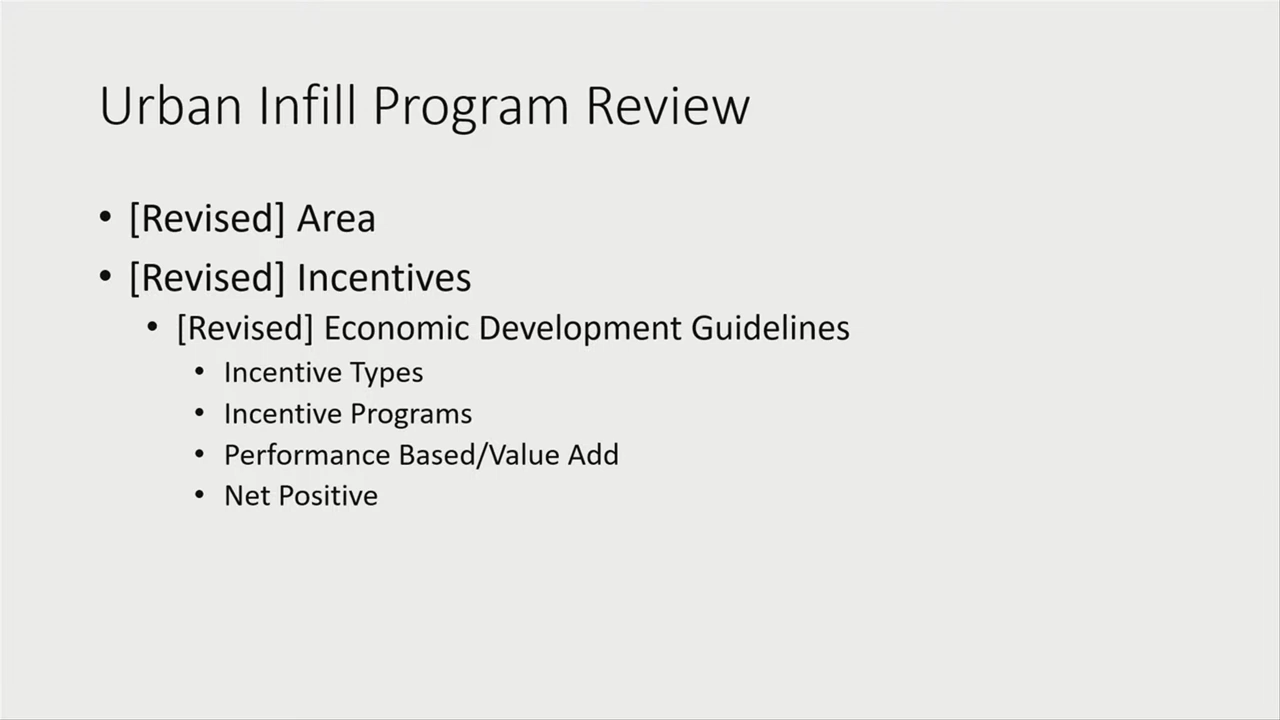 Urban Infill Program Review
• [Revised] Area
• [Revised] Incentives
• [Revised] Economic Development Guidelines
• Incentive Types
• Incentive Programs
• Performance Based/Value Add
• Net Positive